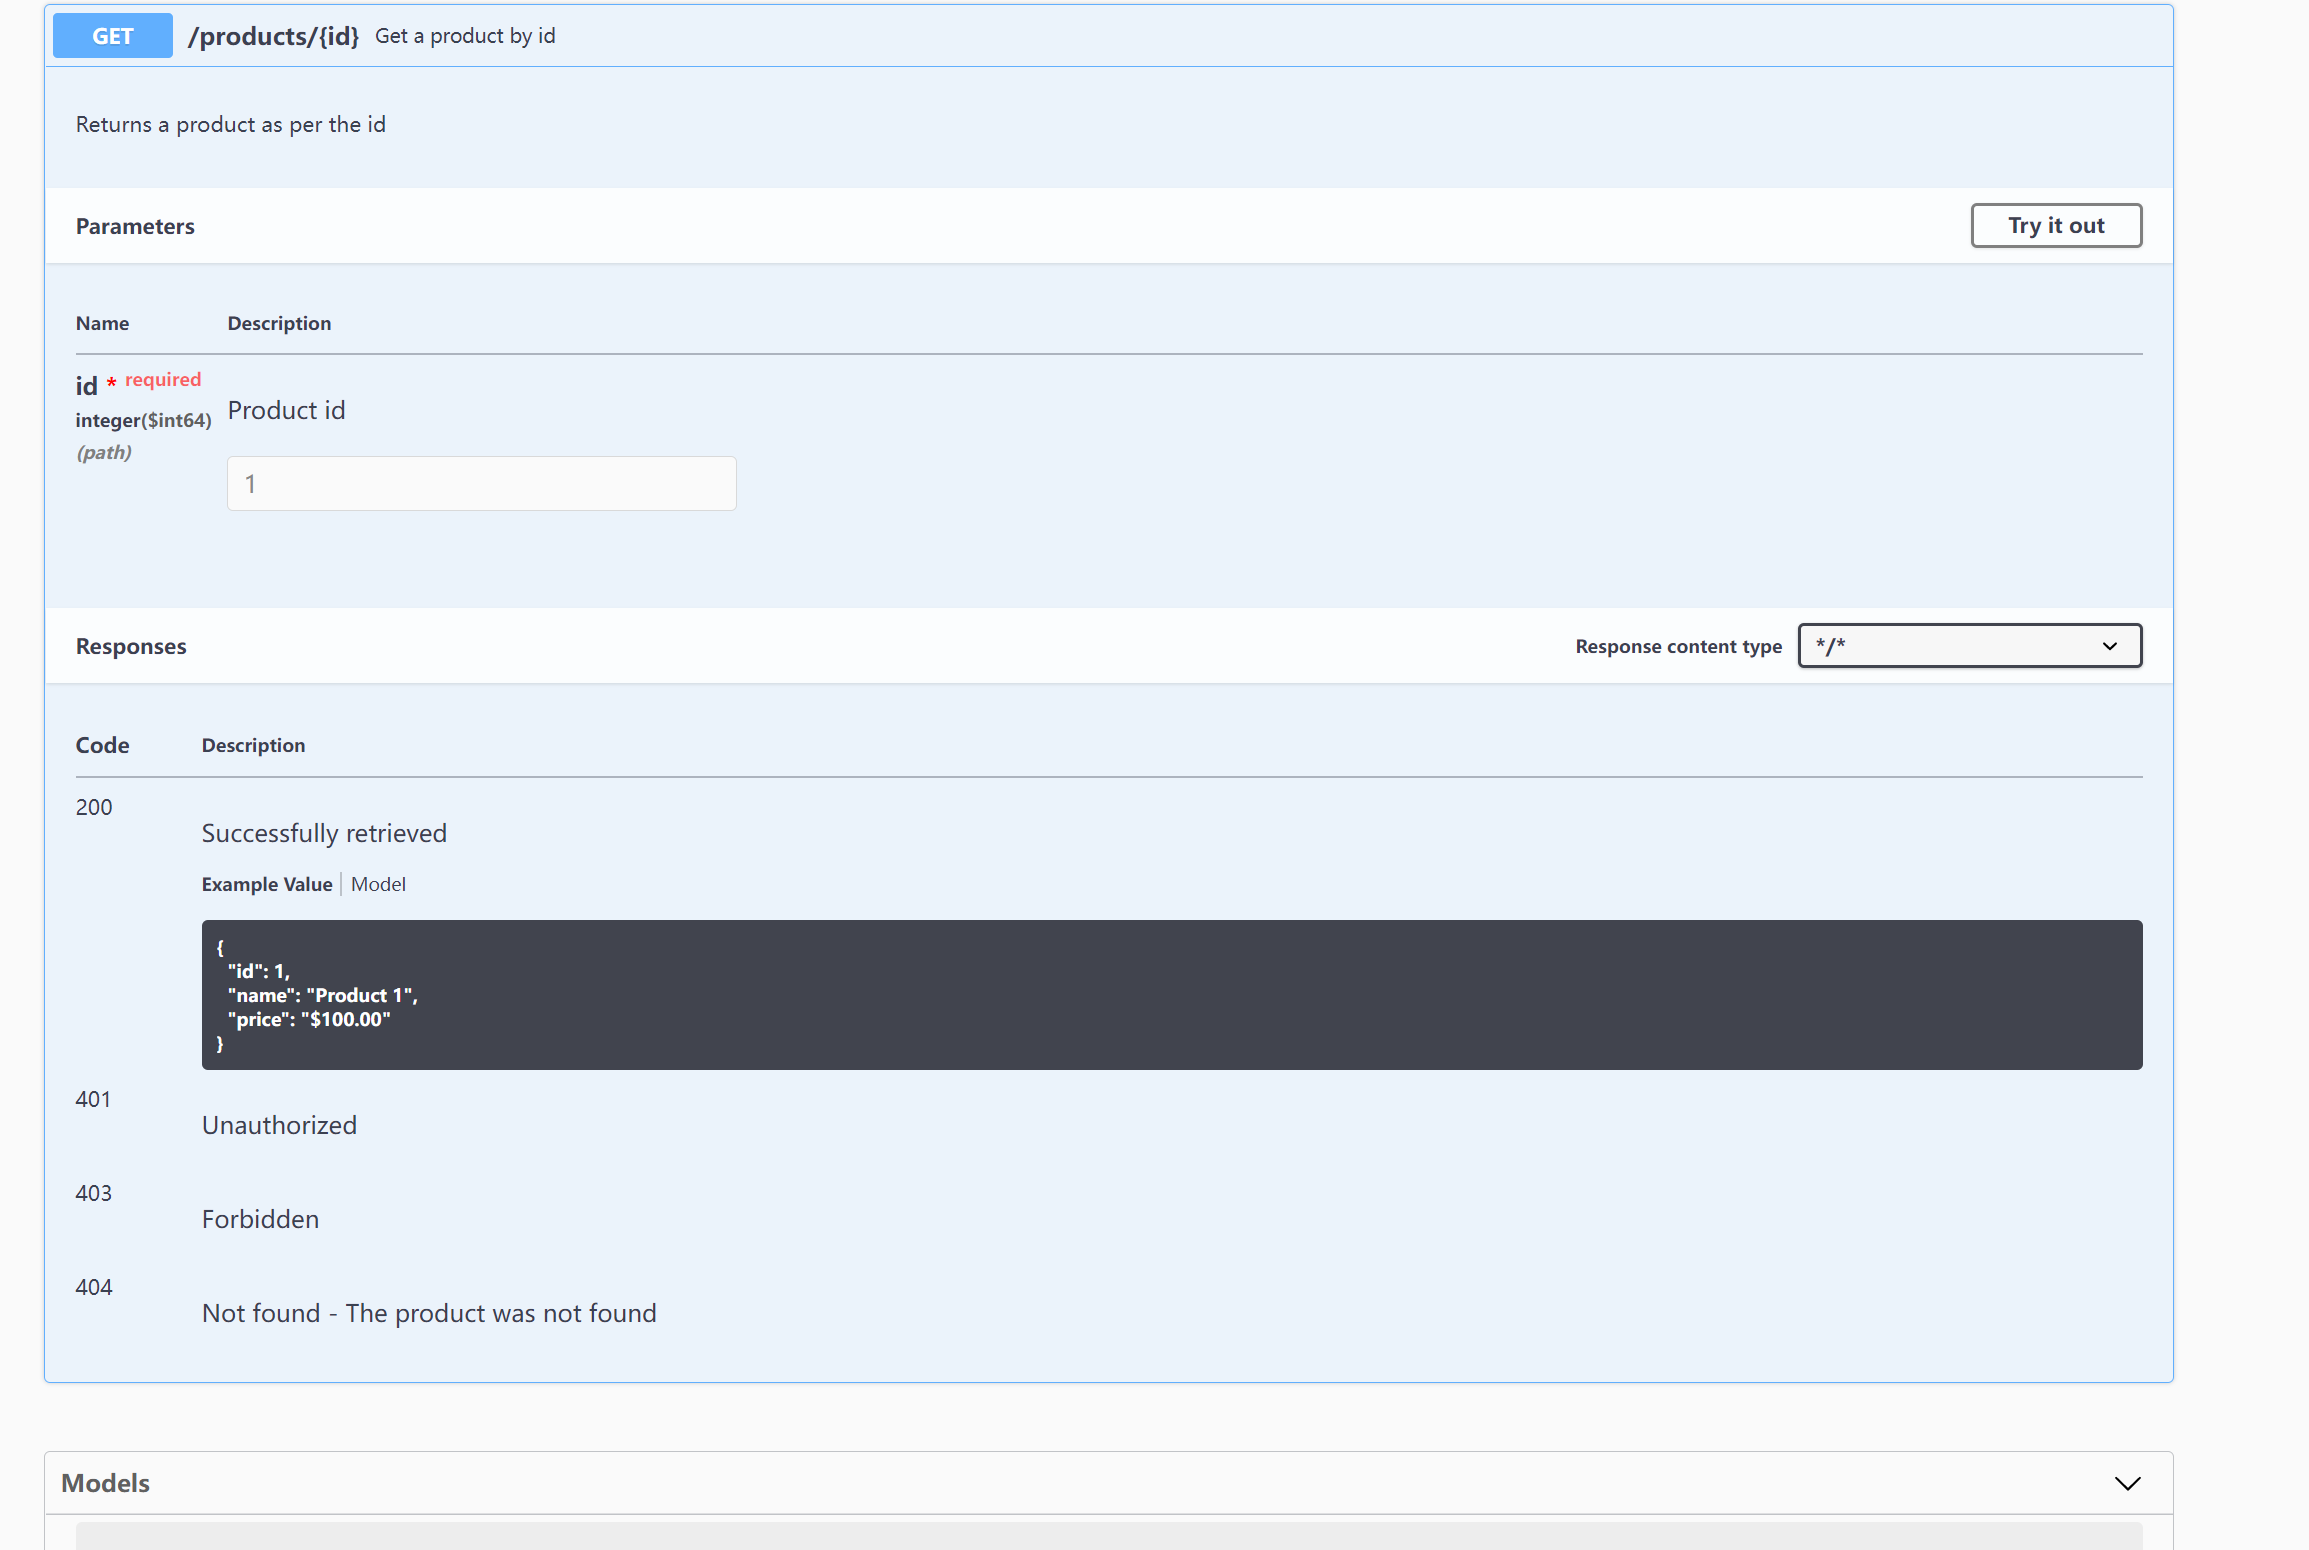 GET /products/{id} Get a product by id
Returns a product as per the id
Parameters Try it out
Name Description
id * required
integer($int64)
(path)
Product id
1
Responses Response content type */*
Code Description
200
Successfully retrieved
Example Value | Model
{
  "id": 1,
  "name": "Product 1",
  "price": "$100.00"
}
401
Unauthorized
403
Forbidden
404
Not found - The product was not found
Models